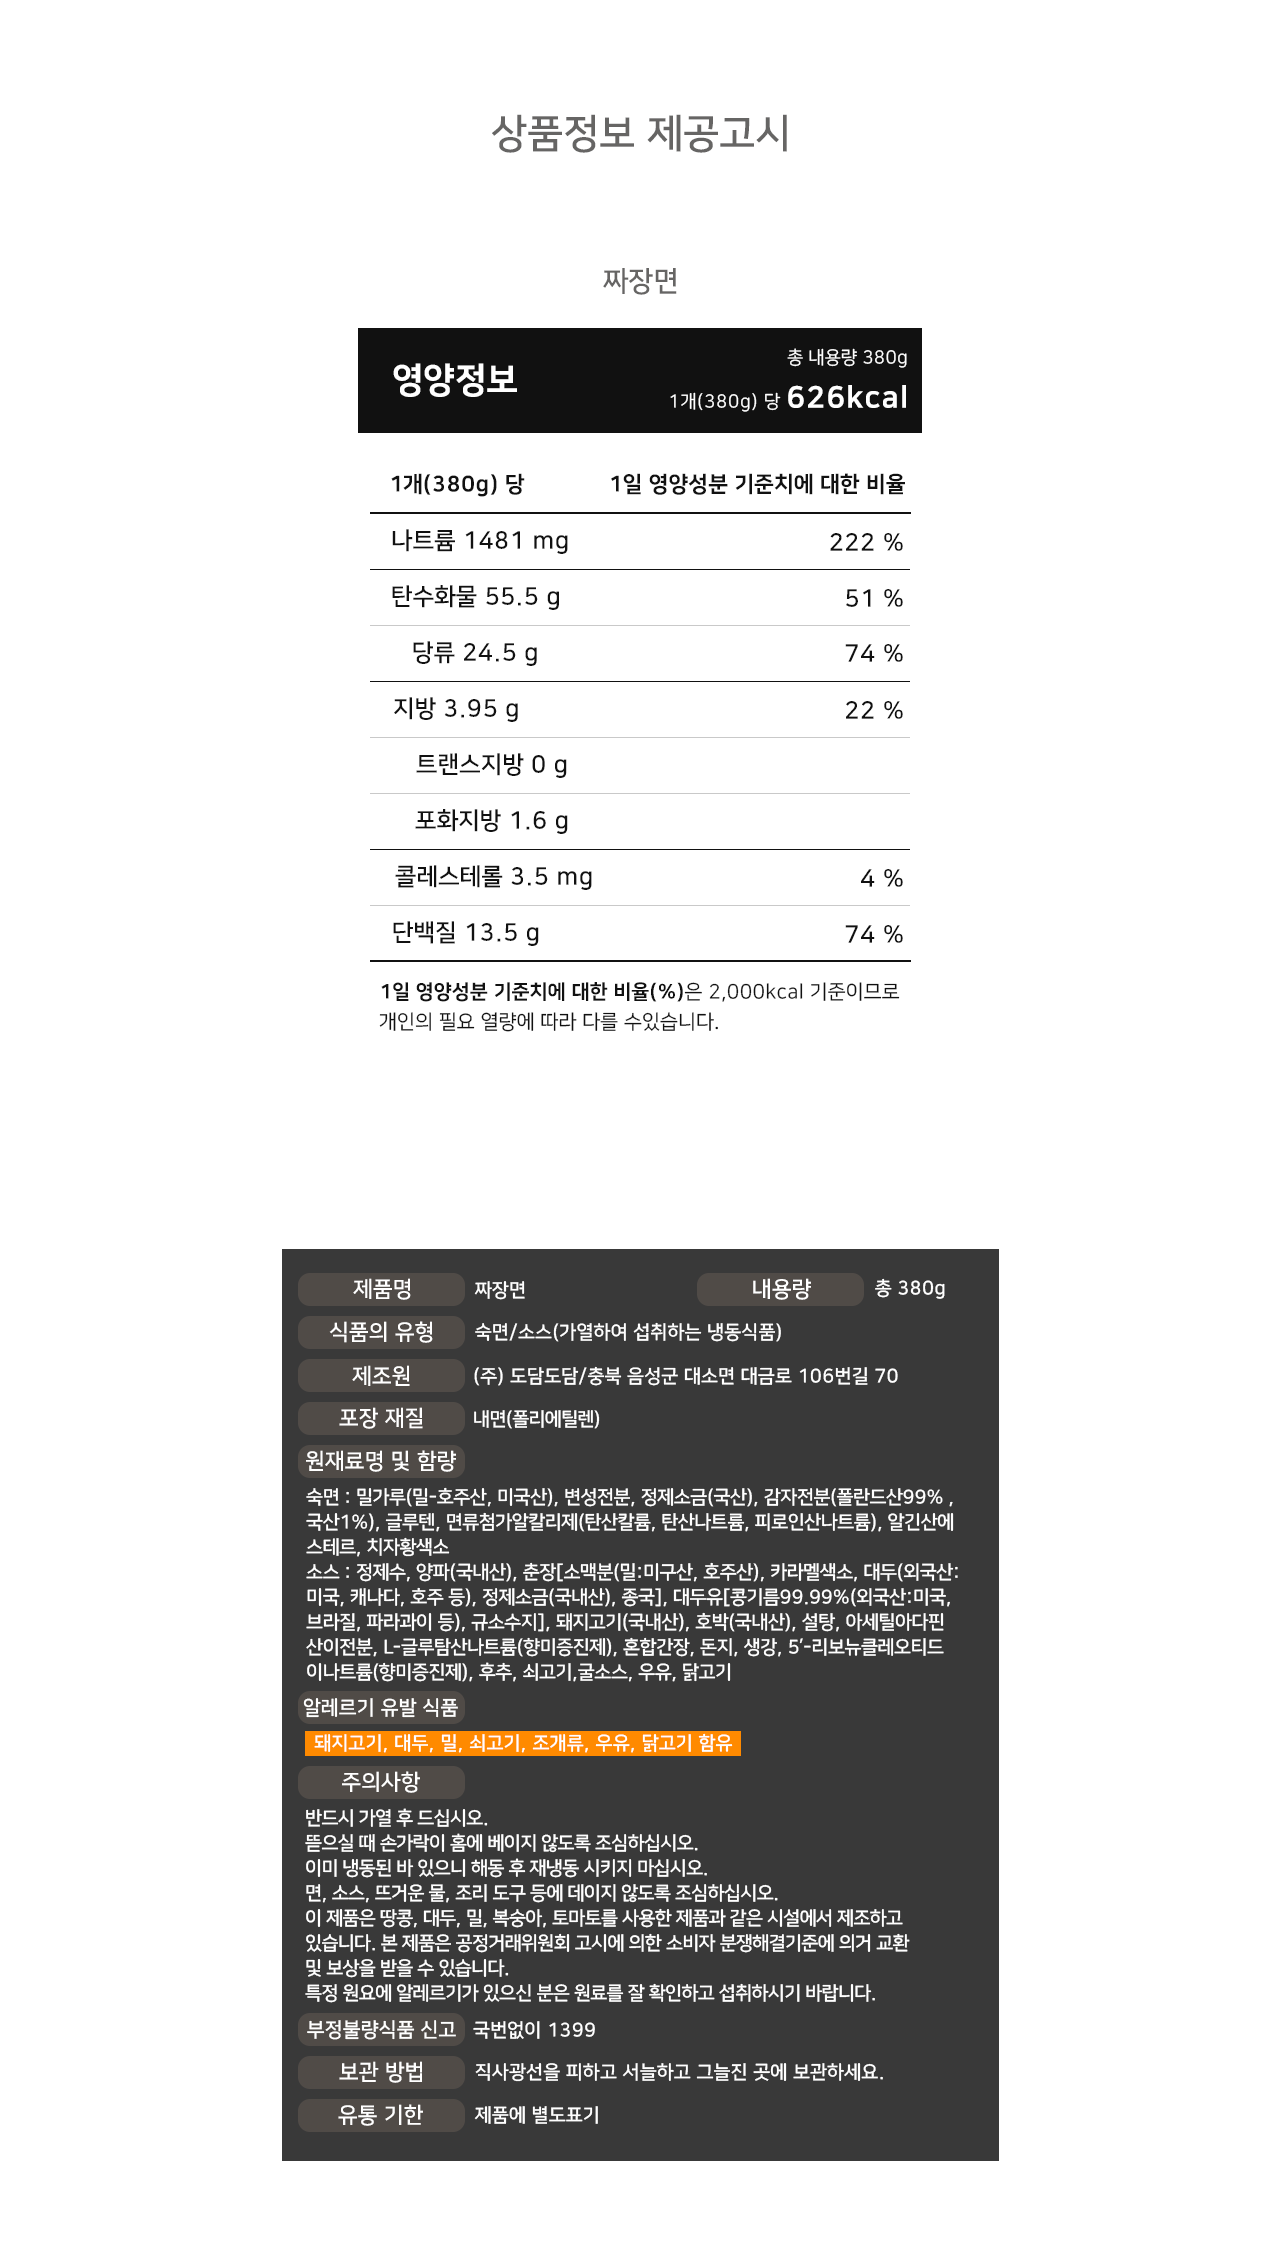 상품정보 제공고시
짜장면
영양정보
총 내용량 380g
1개(380g) 당 626kcal
1개(380g) 당 1일 영양성분 기준치에 대한 비율
나트륨 1481 mg 222 %
탄수화물 55.5 g 51 %
당류 24.5 g 74 %
지방 3.95 g 22 %
트랜스지방 0 g
포화지방 1.6 g
콜레스테롤 3.5 mg 4 %
단백질 13.5 g 74 %
1일 영양성분 기준치에 대한 비율(%)은 2,000kcal 기준이므로
개인의 필요 열량에 따라 다를 수있습니다.
제품명 짜장면 내용량 총 380g
식품의 유형 숙면/소스(가열하여 섭취하는 냉동식품)
제조원 (주) 도담도담/충북 음성군 대소면 대금로 106번길 70
포장 재질 내면(폴리에틸렌)
원재료명 및 함량
숙면 : 밀가루(밀-호주산, 미국산), 변성전분, 정제소금(국산), 감자전분(폴란드산99% ,
국산1%), 글루텐, 면류첨가알칼리제(탄산칼륨, 탄산나트륨, 피로인산나트륨), 알긴산에
스테르, 치자황색소
소스 : 정제수, 양파(국내산), 춘장[소맥분(밀:미구산, 호주산), 카라멜색소, 대두(외국산:
미국, 캐나다, 호주 등), 정제소금(국내산), 종국], 대두유[콩기름99.99%(외국산:미국,
브라질, 파라과이 등), 규소수지], 돼지고기(국내산), 호박(국내산), 설탕, 아세틸아다핀
산이전분, L-글루탐산나트륨(향미증진제), 혼합간장, 돈지, 생강, 5'-리보뉴클레오티드
이나트륨(향미증진제), 후추, 쇠고기,굴소스, 우유, 닭고기
알레르기 유발 식품
돼지고기, 대두, 밀, 쇠고기, 조개류, 우유, 닭고기 함유
주의사항
반드시 가열 후 드십시오.
뜯으실 때 손가락이 홈에 베이지 않도록 조심하십시오.
이미 냉동된 바 있으니 해동 후 재냉동 시키지 마십시오.
면, 소스, 뜨거운 물, 조리 도구 등에 데이지 않도록 조심하십시오.
이 제품은 땅콩, 대두, 밀, 복숭아, 토마토를 사용한 제품과 같은 시설에서 제조하고
있습니다. 본 제품은 공정거래위원회 고시에 의한 소비자 분쟁해결기준에 의거 교환
및 보상을 받을 수 있습니다.
특정 원요에 알레르기가 있으신 분은 원료를 잘 확인하고 섭취하시기 바랍니다.
부정불량식품 신고 국번없이 1399
보관 방법 직사광선을 피하고 서늘하고 그늘진 곳에 보관하세요.
유통 기한 제품에 별도표기